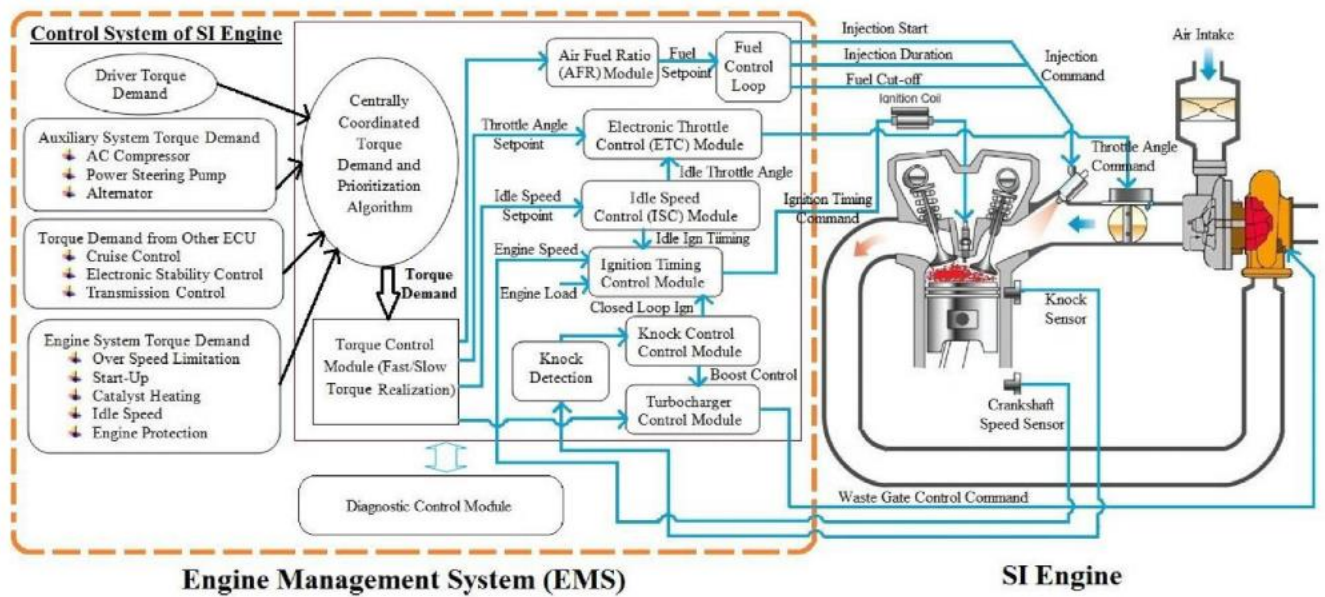 Control System of SI Engine
Driver Torque
Demand
Auxiliary System Torque Demand
AC Compressor
Power Steering Pump
Alternator
Torque Demand from Other ECU
Cruise Control
Electronic Stability Control
Transmission Control
Engine System Torque Demand
Over Speed Limitation
Start-Up
Catalyst Heating
Idle Speed
Engine Protection
Centrally
Coordinated
Torque
Demand and
Prioritization
Algorithm
Torque
Demand
Torque Control
Module (Fast/Slow
Torque Realization)
Diagnostic Control Module
Air Fuel Ratio
(AFR) Module
Fuel
Setpoint
Fuel
Control
Loop
Throttle Angle
Setpoint
Electronic Throttle
Control (ETC) Module
Idle Throttle Angle
Idle Speed
Setpoint
Idle Speed
Control (ISC) Module
Idle Ign Tiiming
Engine Speed
Engine Load
Ignition Timing
Control Module
Closed Loop Ign
Knock
Detection
Knock Control
Control Module
Boost Control
Turbocharger
Control Module
Injection Start
Injection Duration
Fuel Cut-off
Injection
Command
Ignition Coil
Ignition Timing
Command
Air Intake
Throttle Angle
Command
Knock
Sensor
Crankshaft
Speed Sensor
Waste Gate Control Command
Engine Management System (EMS)
SI Engine